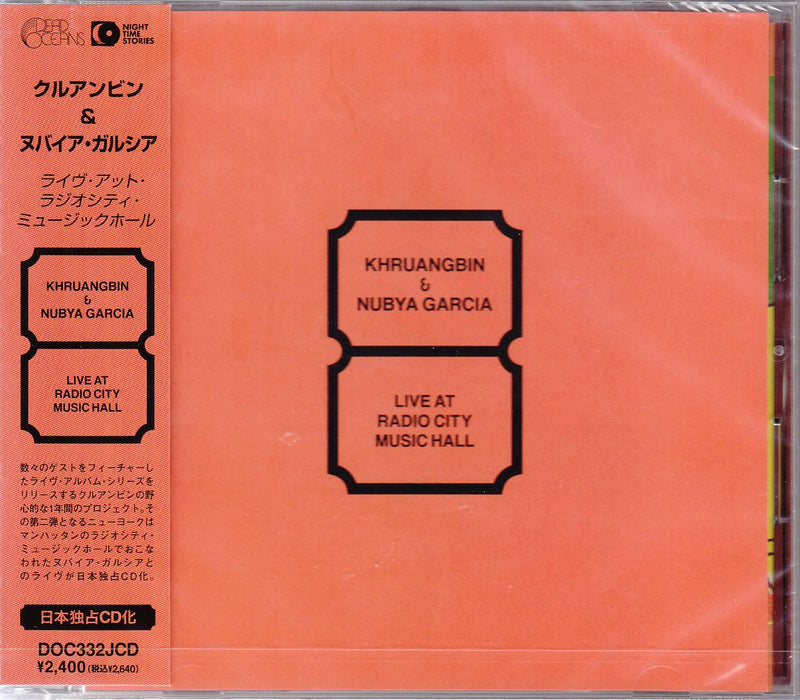 DEAD
OCEANS
NIGHT
TIME
STORIES
クルアンビン
&
ヌバイア・ガルシア
ライヴ・アット・
ラジオシティ・
ミュージックホール
KHRUANGBIN
&
NUBYA GARCIA
LIVE AT
RADIO CITY
MUSIC HALL
数々のゲストをフィーチャーし
たライヴ・アルバム・シリーズを
リリースするクルアンビンの野
心的な1年間のプロジェクト。そ
の第二弾となるニューヨークは
マンハッタンのラジオシティ・
ミュージックホールでおこな
われたヌバイア・ガルシアと
のライヴが日本独占CD化。
日本独占CD化
DOC332JCD
¥2,400(税込¥2,640)
KHRUANGBIN
&
NUBYA GARCIA
LIVE AT
RADIO CITY
MUSIC HALL